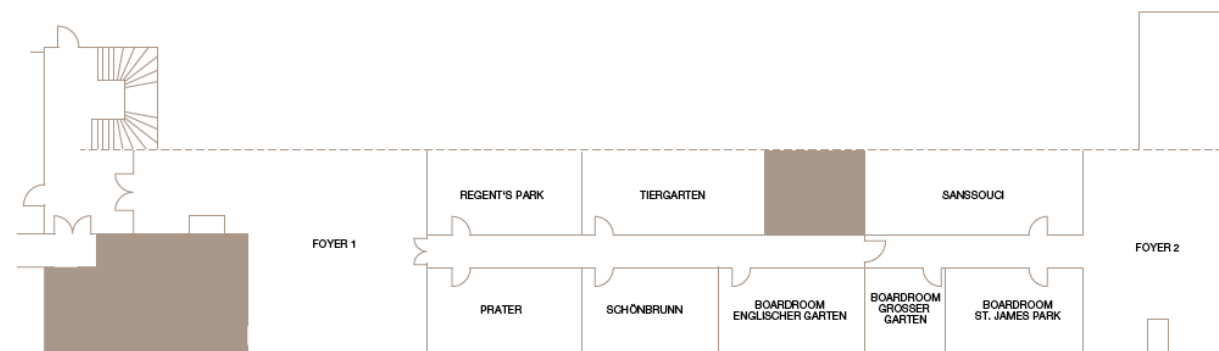 REGENT'S PARK
TIERGARTEN
SANSSOUCI
FOYER 1
FOYER 2
PRATER
SCHÖNBRUNN
BOARDROOM
ENGLISCHER GARTEN
BOARDROOM
GROSSER
GARTEN
BOARDROOM
ST. JAMES PARK